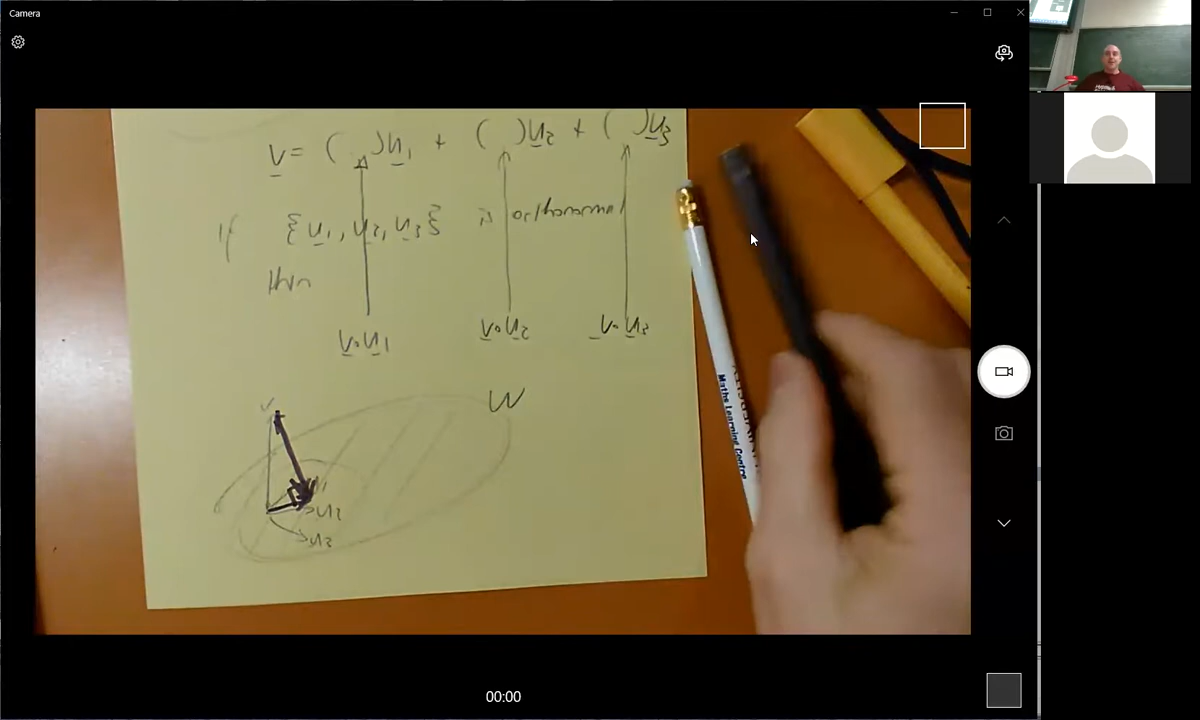 Camera
v = ( )u₁ + ( )u₂ + ( )u₃
If {u₁, u₂, u₃} is orthonormal
then
v·u₁ v·u₂ v·u₃
W
v
u₂
Maths Learning Centre
00:00